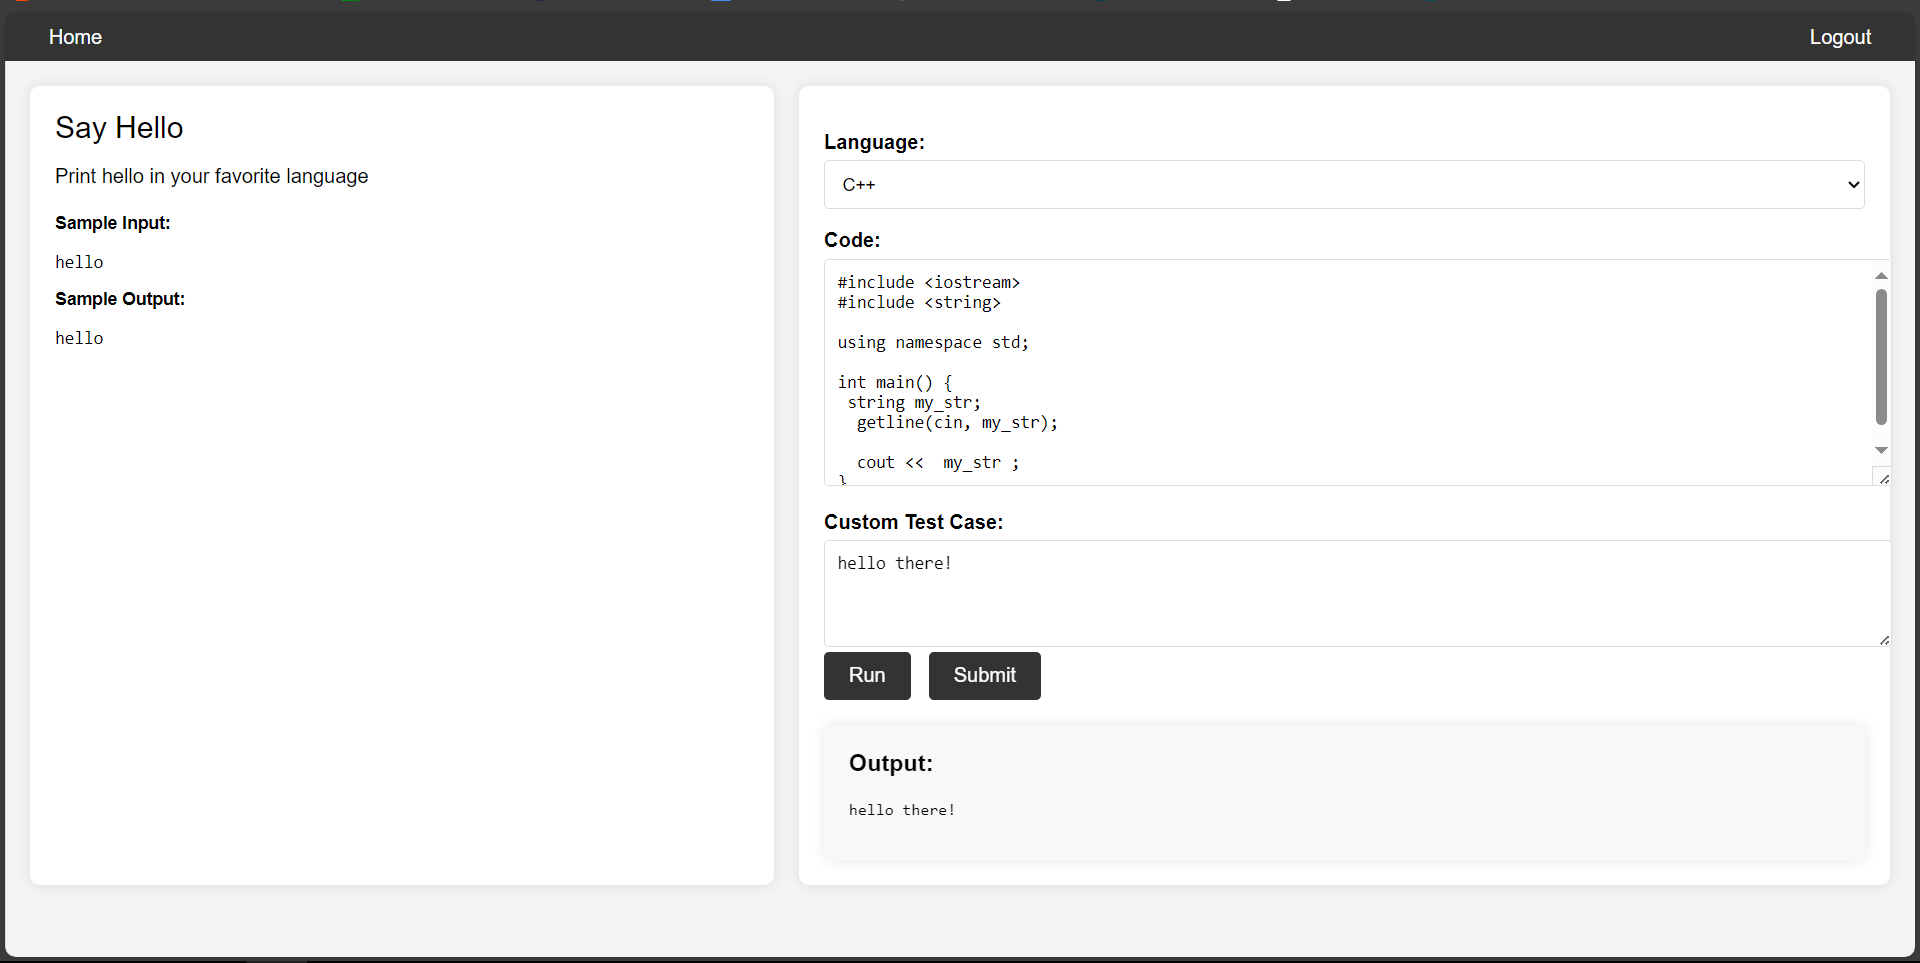 Home
Logout
Say Hello
Print hello in your favorite language
Sample Input:
hello
Sample Output:
hello
Language:
C++
Code:
#include <iostream>
#include <string>

using namespace std;

int main() {
 string my_str;
  getline(cin, my_str);

  cout <<  my_str ;
}
Custom Test Case:
hello there!
Run
Submit
Output:
hello there!